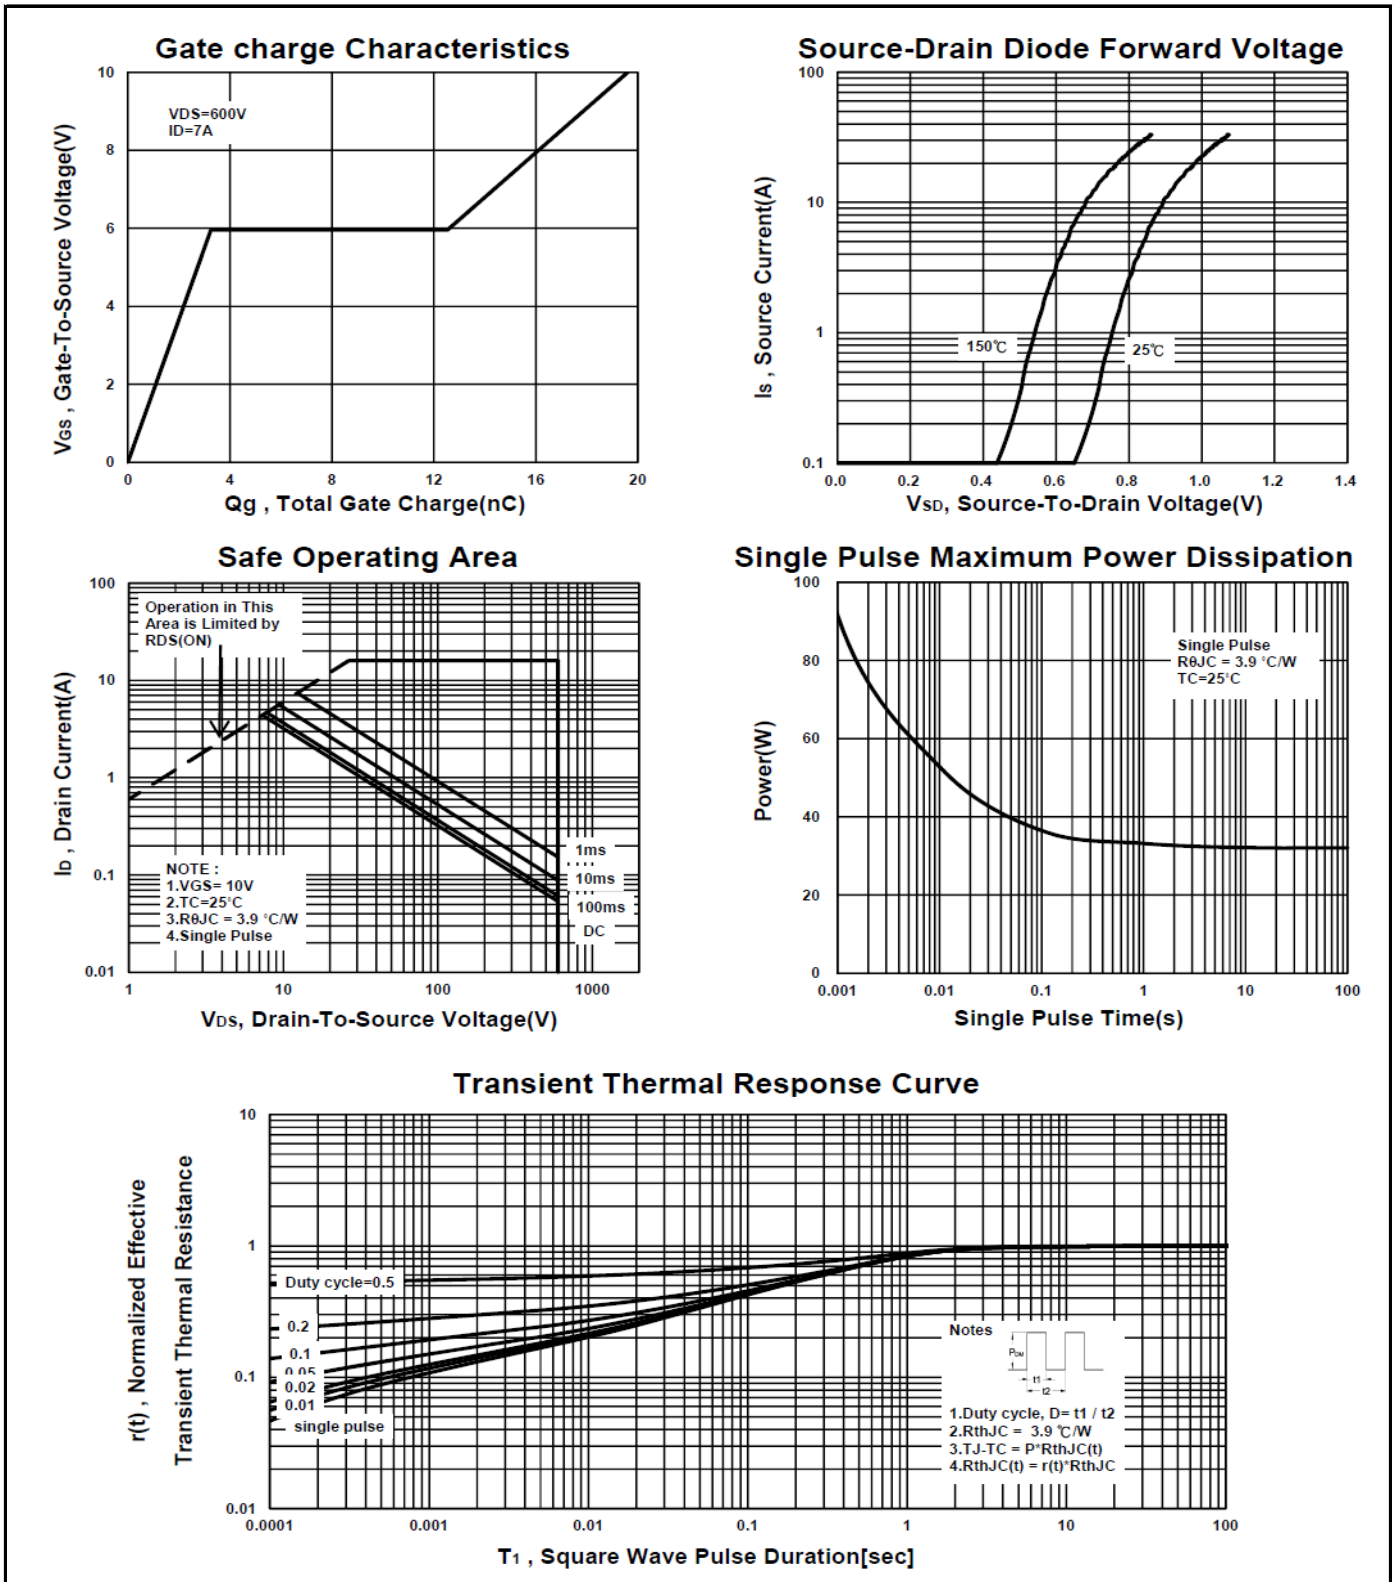 Gate charge Characteristics
10
8
6
4
2
0
VDS=600V
ID=7A
VGS , Gate-To-Source Voltage(V)
0 4 8 12 16 20
Qg , Total Gate Charge(nC)
Source-Drain Diode Forward Voltage
100
10
1
0.1
IS , Source Current(A)
150℃
25℃
0.0 0.2 0.4 0.6 0.8 1.0 1.2 1.4
VSD, Source-To-Drain Voltage(V)
Safe Operating Area
100
10
1
0.1
0.01
ID , Drain Current(A)
Operation in This
Area is Limited by
RDS(ON)
1ms
10ms
100ms
DC
NOTE :
1.VGS= 10V
2.TC=25°C
3.RθJC = 3.9 °C/W
4.Single Pulse
1 10 100 1000
VDS, Drain-To-Source Voltage(V)
Single Pulse Maximum Power Dissipation
100
80
60
40
20
0
Power(W)
Single Pulse
RθJC = 3.9 °C/W
TC=25°C
0.001 0.01 0.1 1 10 100
Single Pulse Time(s)
Transient Thermal Response Curve
10
1
0.1
0.01
r(t) , Normalized Effective
Transient Thermal Resistance
Duty cycle=0.5
0.2
0.1
0.05
0.02
0.01
single pulse
Notes
PDM
t1
t2
1.Duty cycle, D= t1 / t2
2.RthJC = 3.9 ℃/W
3.TJ-TC = P*RthJC(t)
4.RthJC(t) = r(t)*RthJC
0.0001 0.001 0.01 0.1 1 10 100
T1 , Square Wave Pulse Duration[sec]